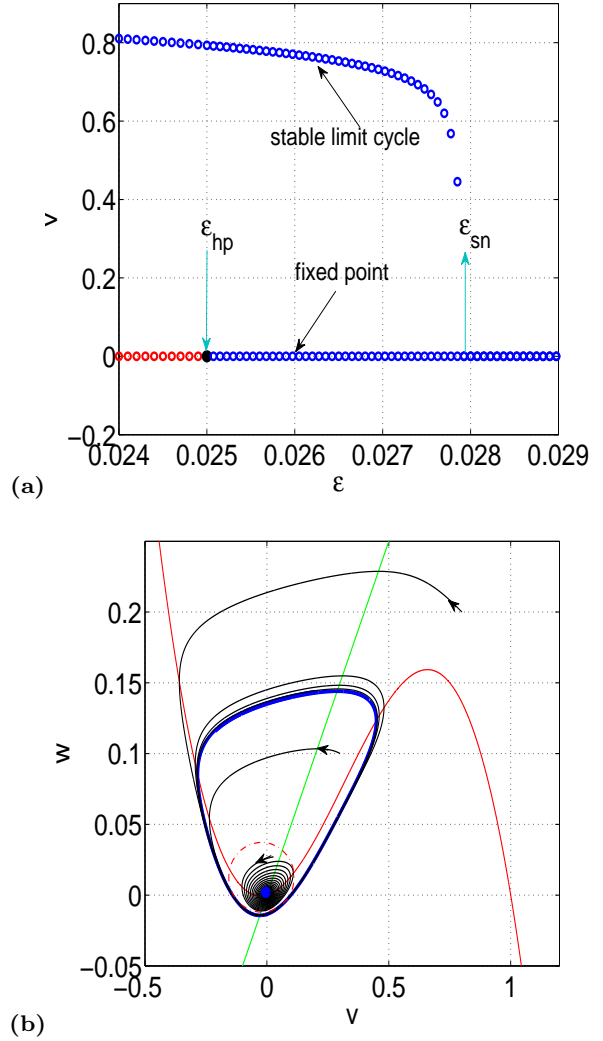 0.8
0.6
0.4
0.2
0
−0.2
v
stable limit cycle
ε_hp
ε_sn
fixed point
0.024 0.025 0.026 0.027 0.028 0.029
ε
(a)
0.2
0.15
0.1
0.05
0
−0.05
w
−0.5 0 0.5 1
v
(b)